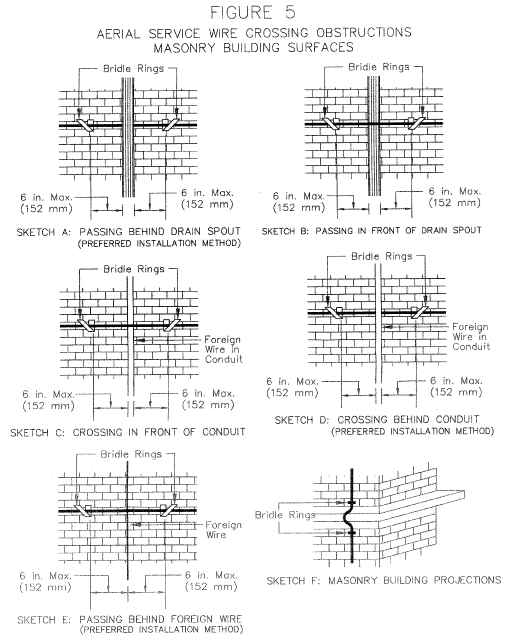 FIGURE 5
AERIAL SERVICE WIRE CROSSING OBSTRUCTIONS
MASONRY BUILDING SURFACES
Bridle Rings
6 in. Max.
(152 mm)
6 in. Max.
(152 mm)
SKETCH A: PASSING BEHIND DRAIN SPOUT
(PREFERRED INSTALLATION METHOD)
Bridle Rings
6 in. Max.
(152 mm)
6 in. Max.
(152 mm)
SKETCH B: PASSING IN FRONT OF DRAIN SPOUT
Bridle Rings
Foreign
Wire in
Conduit
6 in. Max.
(152 mm)
6 in. Max.
(152 mm)
SKETCH C: CROSSING IN FRONT OF CONDUIT
Bridle Rings
Foreign
Wire in
Conduit
6 in. Max.
(152 mm)
6 in. Max.
(152 mm)
SKETCH D: CROSSING BEHIND CONDUIT
(PREFERRED INSTALLATION METHOD)
Bridle Rings
Foreign
Wire
6 in. Max.
(152 mm)
6 in. Max.
(152 mm)
SKETCH E: PASSING BEHIND FOREIGN WIRE
(PREFERRED INSTALLATION METHOD)
Bridle Rings
SKETCH F: MASONRY BUILDING PROJECTIONS